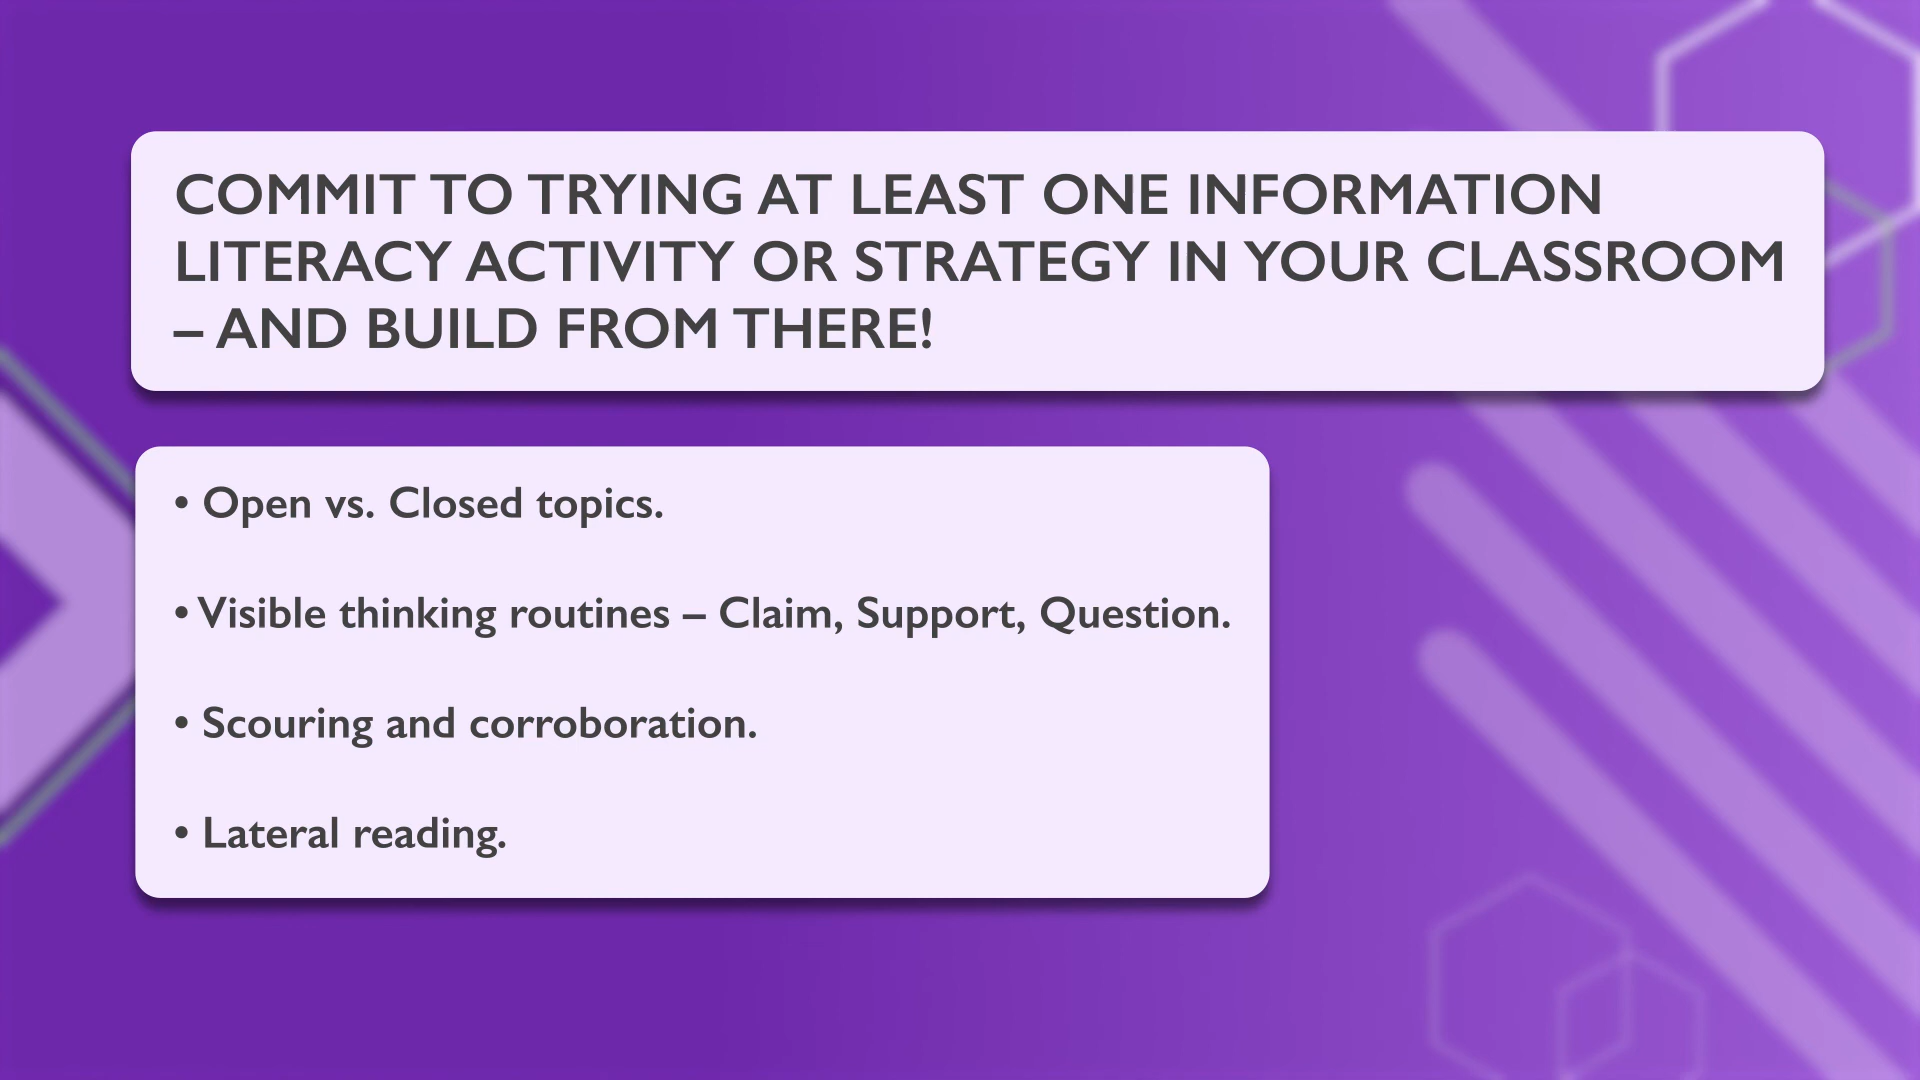 COMMIT TO TRYING AT LEAST ONE INFORMATION
LITERACY ACTIVITY OR STRATEGY IN YOUR CLASSROOM
– AND BUILD FROM THERE!
• Open vs. Closed topics.
• Visible thinking routines – Claim, Support, Question.
• Scouring and corroboration.
• Lateral reading.